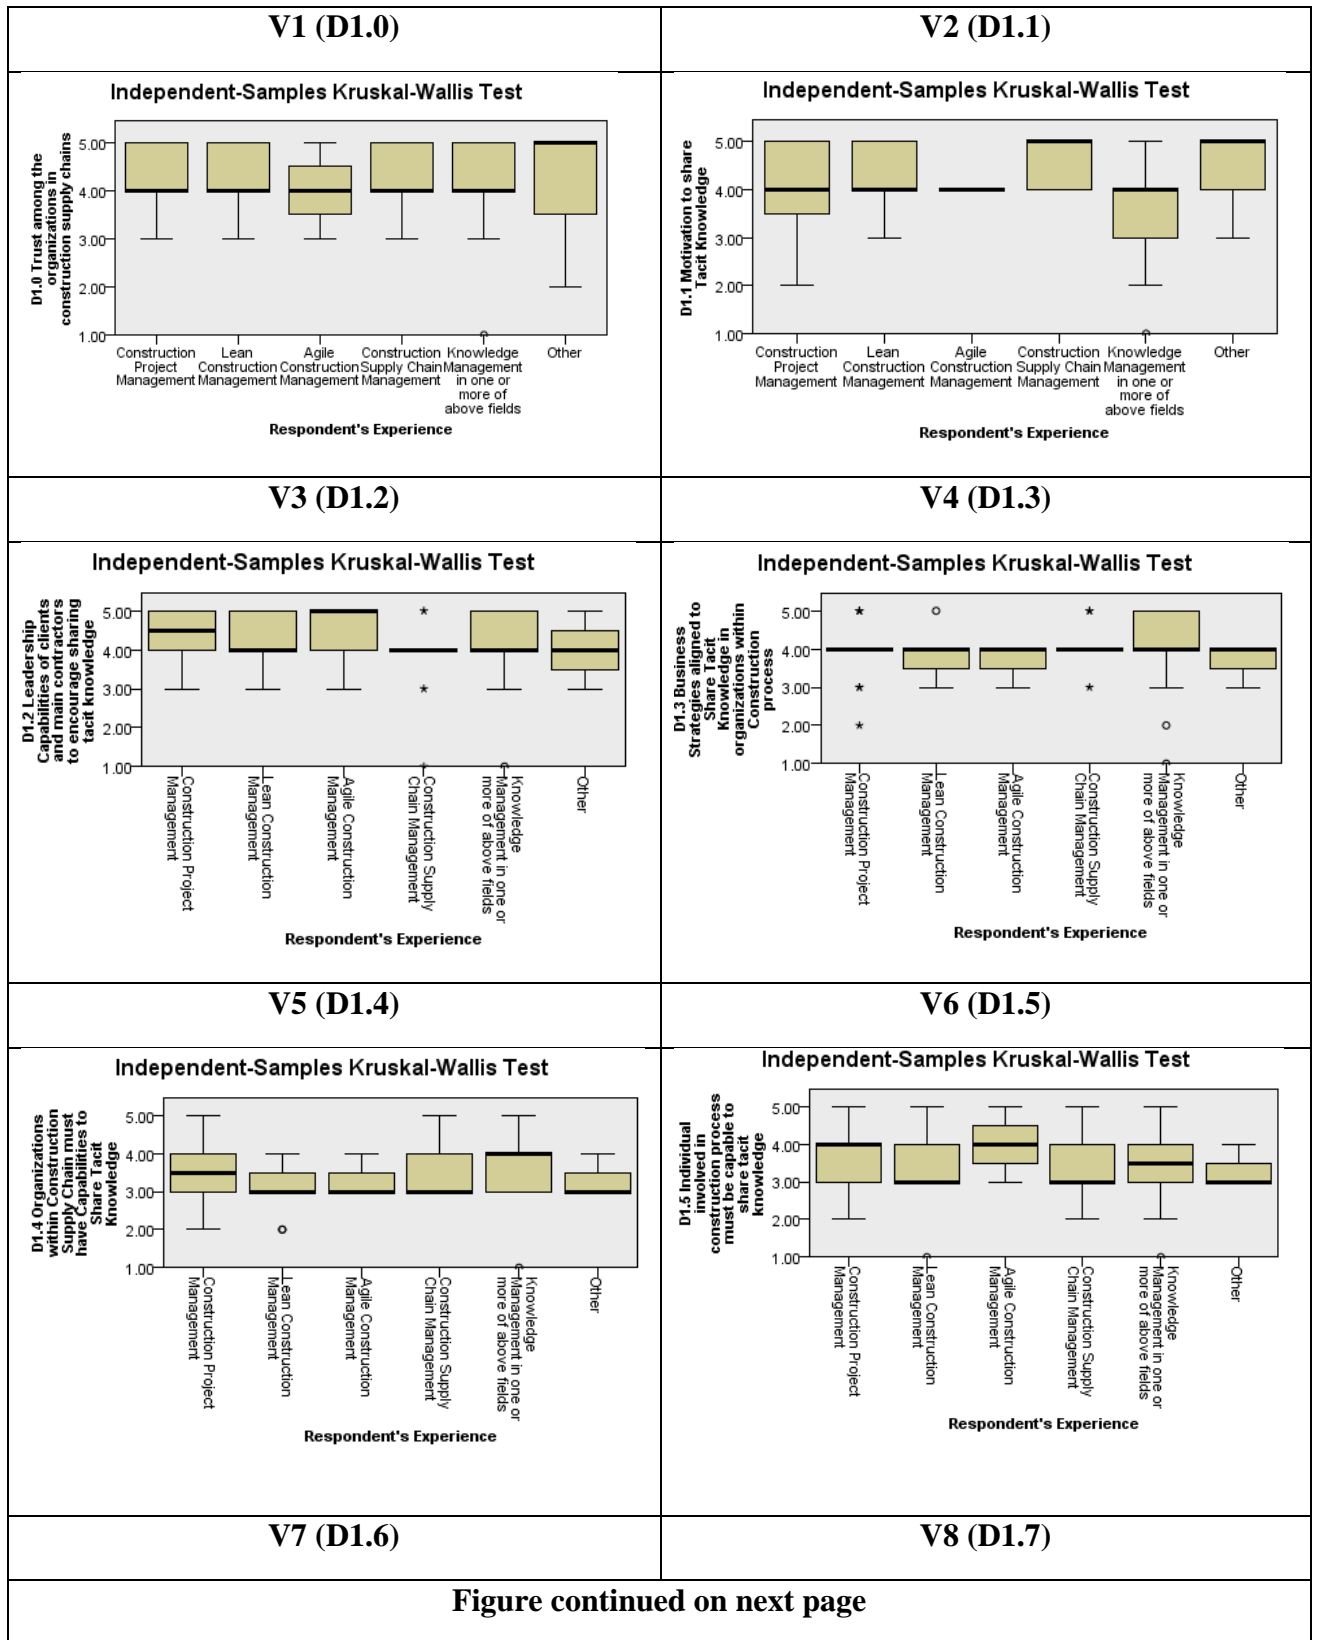 V1 (D1.0)
V2 (D1.1)
Independent-Samples Kruskal-Wallis Test
D1.0 Trust among the
organizations in
construction supply chains
5.00
4.00
3.00
2.00
1.00
Construction
Project
Management
Lean
Construction
Management
Agile
Construction
Management
Construction
Supply Chain
Management
Knowledge
Management
in one or
more of
above fields
Other
Respondent's Experience
Independent-Samples Kruskal-Wallis Test
D1.1 Motivation to share
Tacit Knowledge
5.00
4.00
3.00
2.00
1.00
Construction
Project
Management
Lean
Construction
Management
Agile
Construction
Management
Construction
Supply Chain
Management
Knowledge
Management
in one or
more of
above fields
Other
Respondent's Experience
V3 (D1.2)
V4 (D1.3)
Independent-Samples Kruskal-Wallis Test
D1.2 Leadership
Capabilities of clients
and main contractors
to encourage sharing
tacit knowledge
5.00
4.00
3.00
2.00
1.00
Construction Project
Management
Lean Construction
Management
Agile Construction
Management
Construction Supply
Chain Management
Knowledge
Management in one or
more of above fields
Other
Respondent's Experience
Independent-Samples Kruskal-Wallis Test
D1.3 Business
Strategies aligned to
Share Tacit
Knowledge in
organizations within
Construction
process
5.00
4.00
3.00
2.00
1.00
Construction Project
Management
Lean Construction
Management
Agile Construction
Management
Construction Supply
Chain Management
Knowledge
Management in one or
more of above fields
Other
Respondent's Experience
V5 (D1.4)
V6 (D1.5)
Independent-Samples Kruskal-Wallis Test
D1.4 Organizations
within Construction
Supply Chain must
have Capabilities to
Share Tacit
Knowledge
5.00
4.00
3.00
2.00
1.00
Construction Project
Management
Lean Construction
Management
Agile Construction
Management
Construction Supply
Chain Management
Knowledge
Management in one or
more of above fields
Other
Respondent's Experience
Independent-Samples Kruskal-Wallis Test
D1.5 Individual
involved in
construction process
must be capable to
share tacit
knowledge
5.00
4.00
3.00
2.00
1.00
Construction Project
Management
Lean Construction
Management
Agile Construction
Management
Construction Supply
Chain Management
Knowledge
Management in one or
more of above fields
Other
Respondent's Experience
V7 (D1.6)
V8 (D1.7)
Figure continued on next page